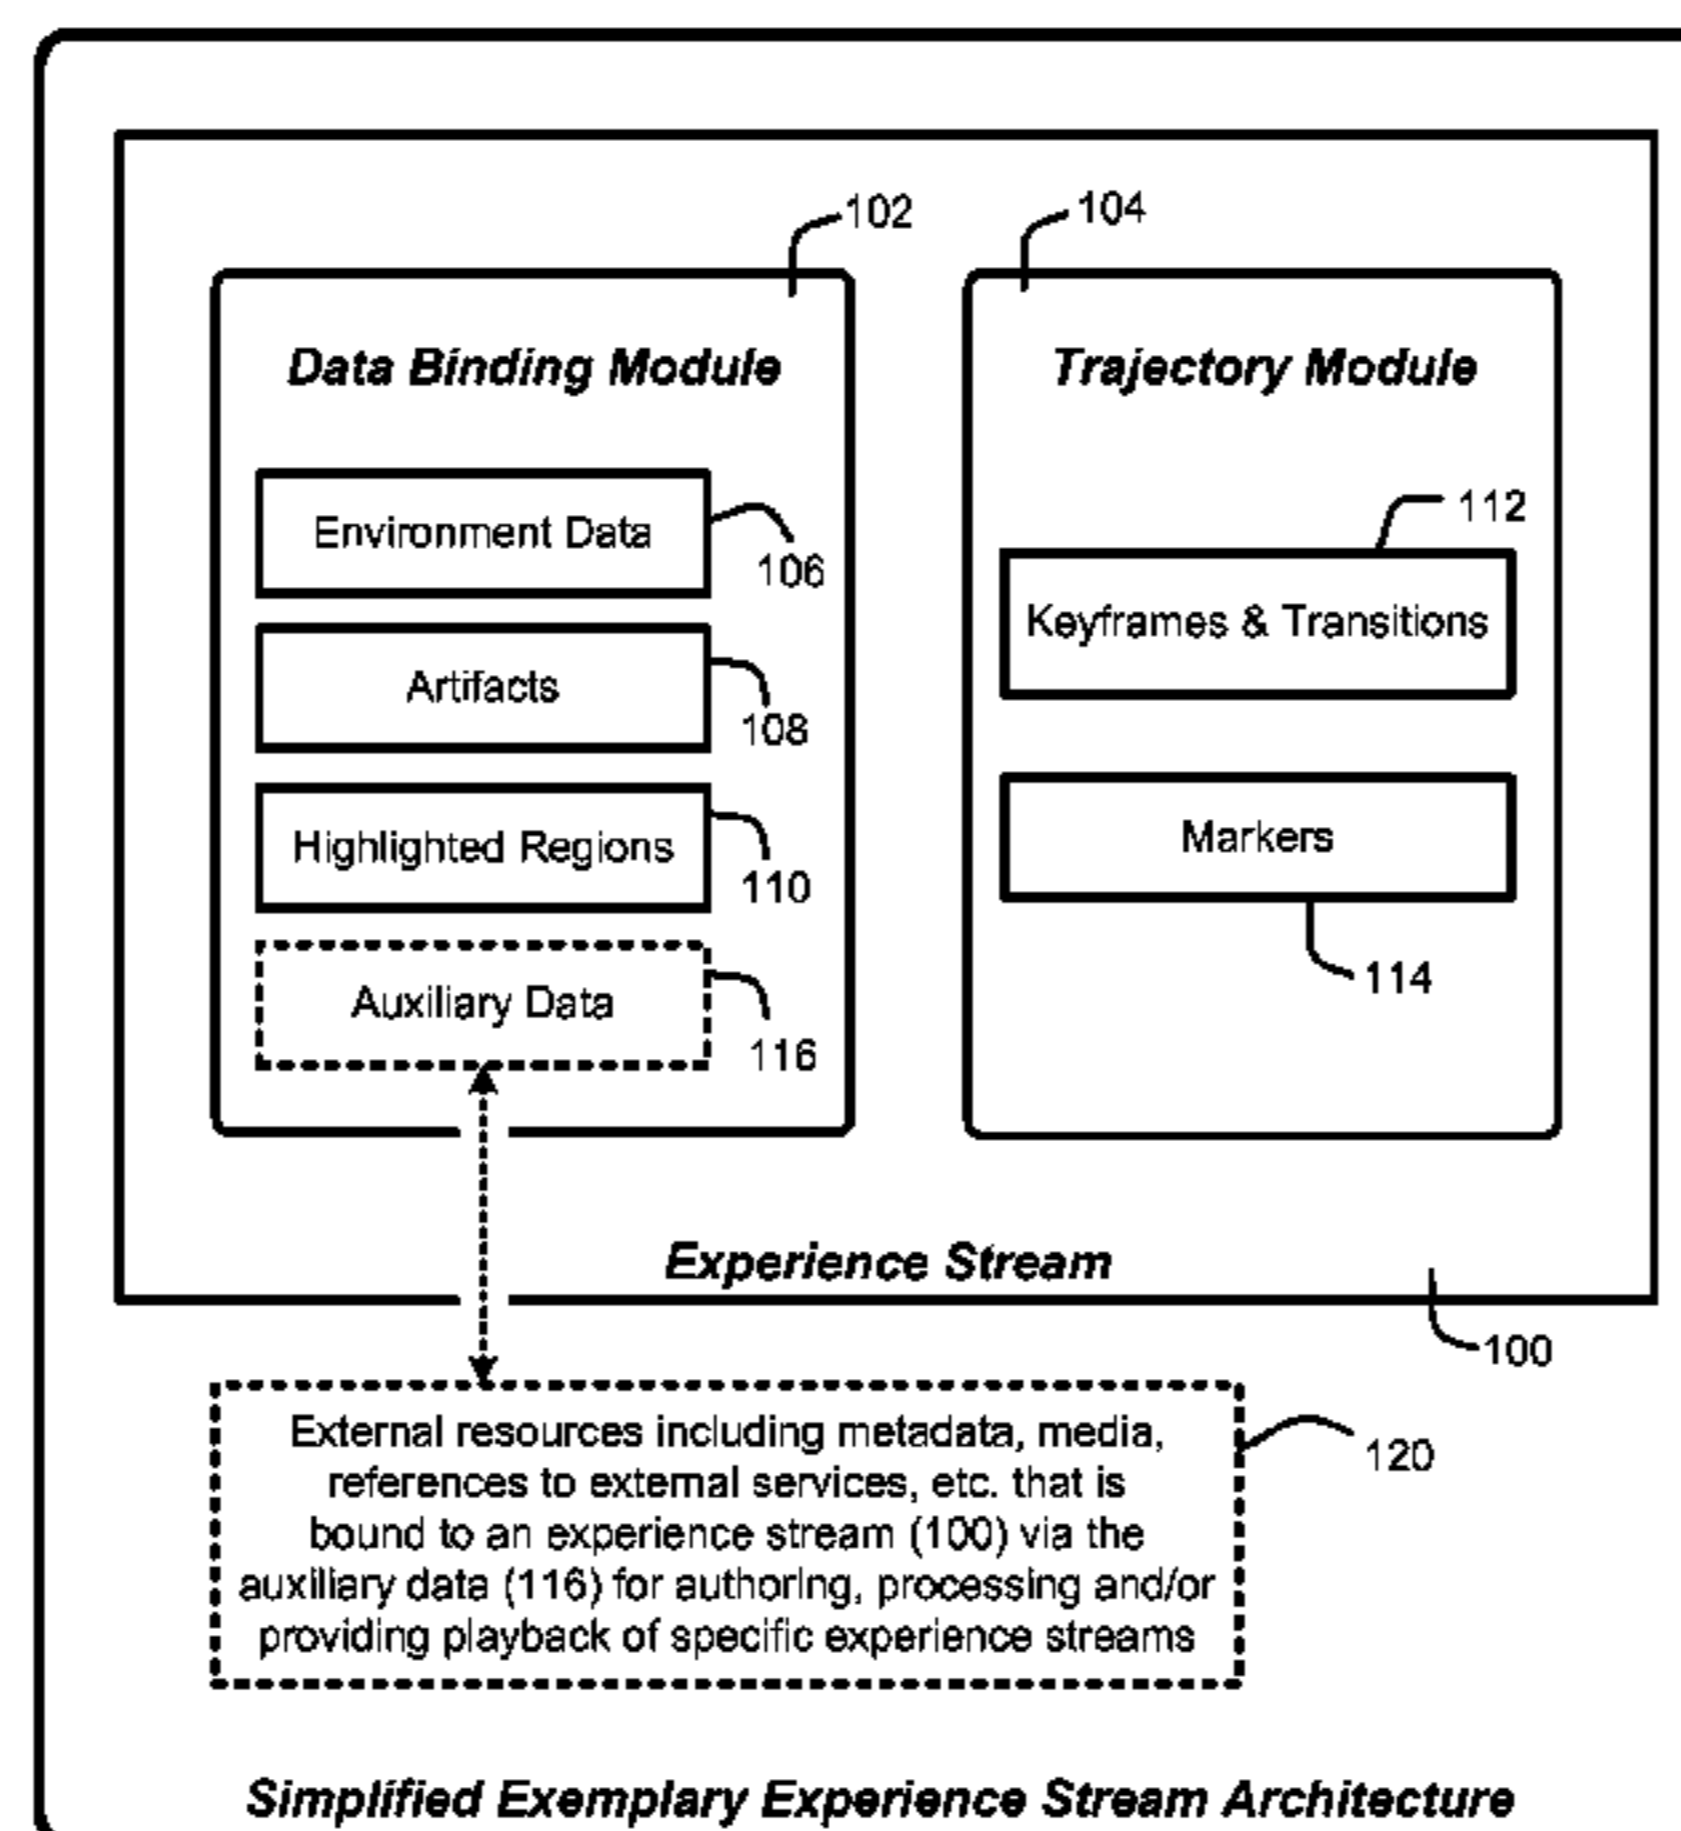 102
104
Data Binding Module
Trajectory Module
Environment Data
106
Artifacts
108
Highlighted Regions
110
Auxiliary Data
116
112
Keyframes & Transitions
Markers
114
Experience Stream
100
External resources including metadata, media,
references to external services, etc. that is
bound to an experience stream (100) via the
auxiliary data (116) for authoring, processing and/or
providing playback of specific experience streams
120
Simplified Exemplary Experience Stream Architecture